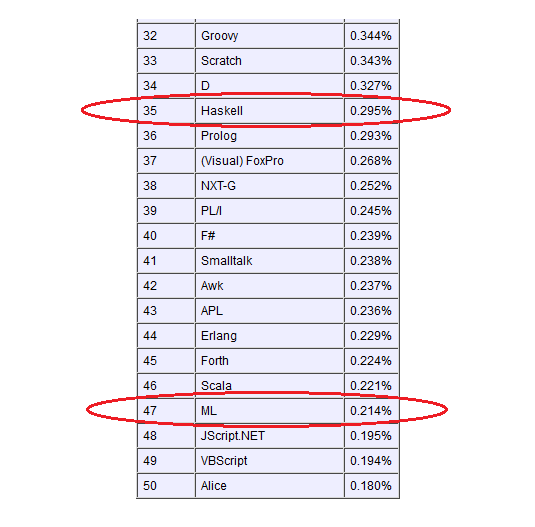 32 Groovy 0.344%
33 Scratch 0.343%
34 D 0.327%
35 Haskell 0.295%
36 Prolog 0.293%
37 (Visual) FoxPro 0.268%
38 NXT-G 0.252%
39 PL/I 0.245%
40 F# 0.239%
41 Smalltalk 0.238%
42 Awk 0.237%
43 APL 0.236%
44 Erlang 0.229%
45 Forth 0.224%
46 Scala 0.221%
47 ML 0.214%
48 JScript.NET 0.195%
49 VBScript 0.194%
50 Alice 0.180%